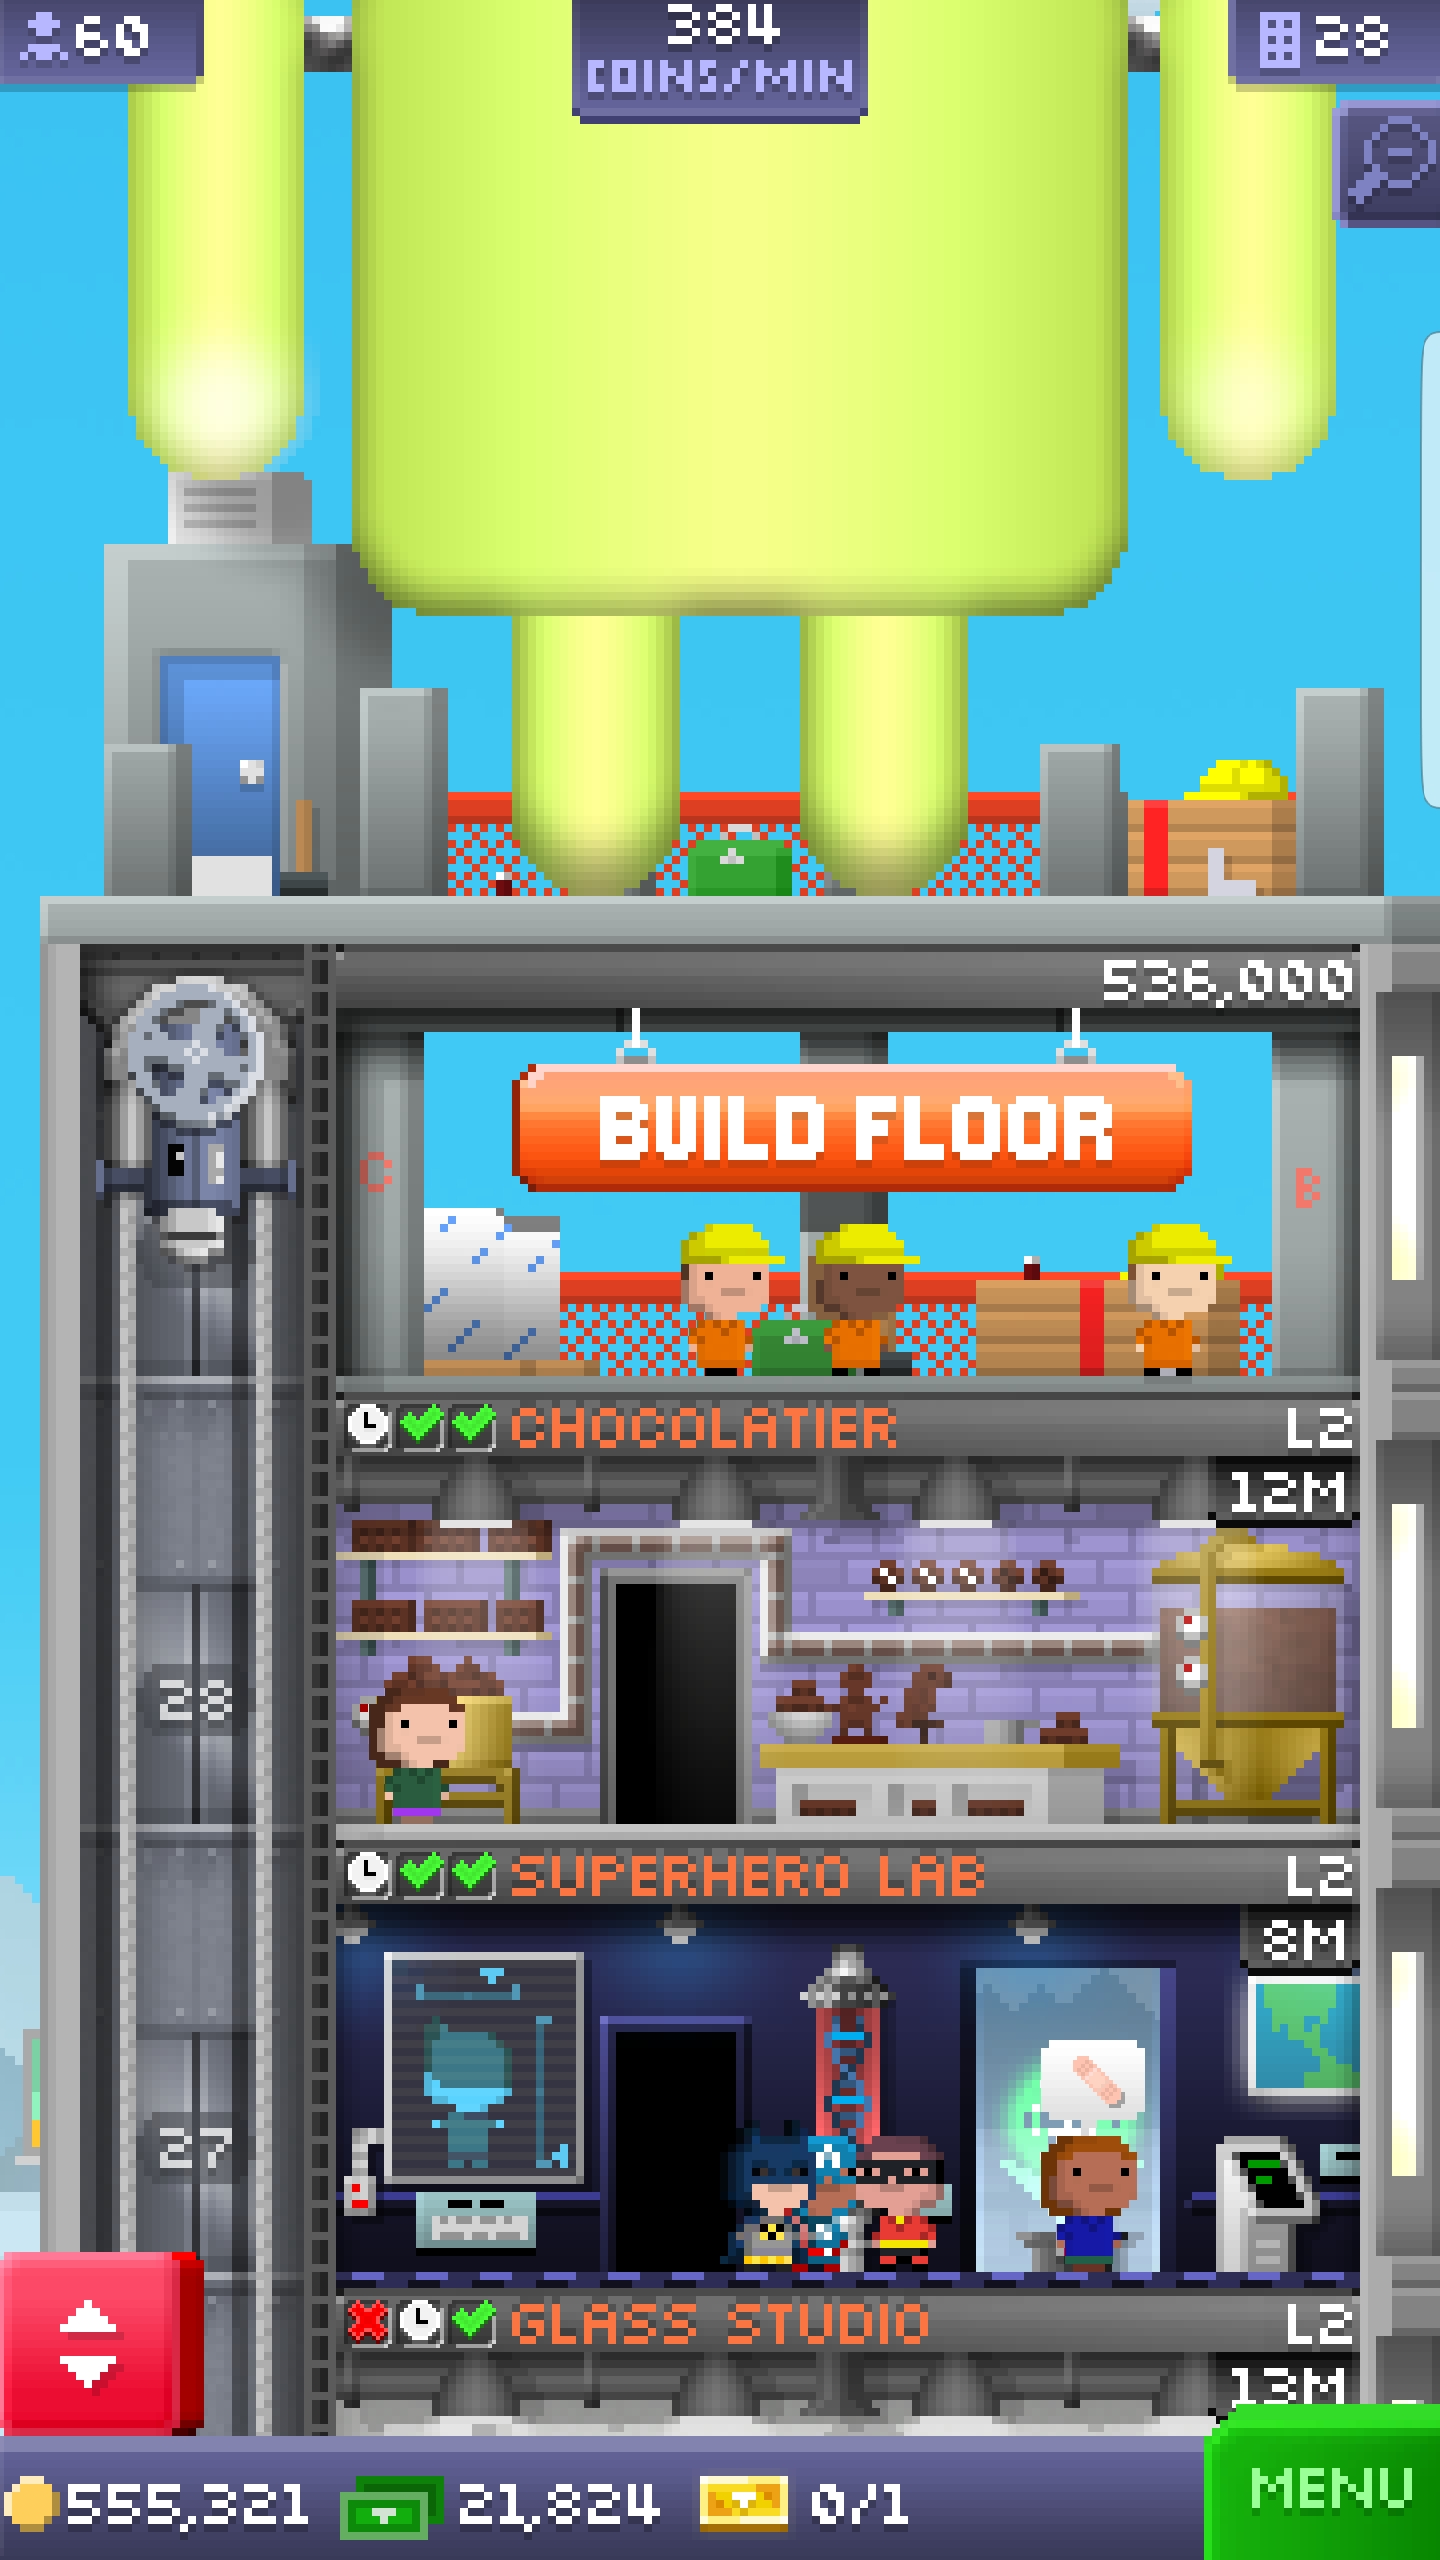 60
384
COINS/MIN
28
536,000
BUILD FLOOR
C
B
CHOCOLATIER L2
12M
28
SUPERHERO LAB L2
8M
27
GLASS STUDIO L2
13M
555,321 21,824 0/1
MENU